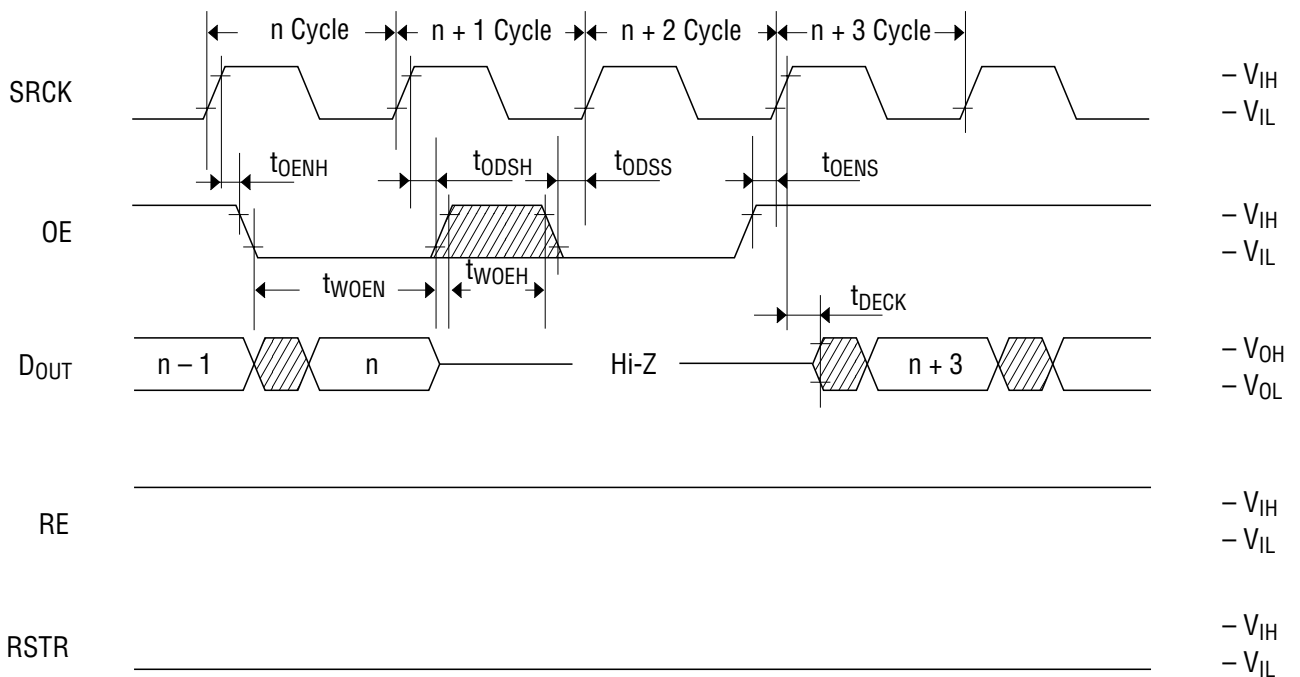 n Cycle n + 1 Cycle n + 2 Cycle n + 3 Cycle
SRCK
– VIH
– VIL
tOENH tODSH tODSS tOENS
OE
– VIH
– VIL
tWOEN tWOEH
tDECK
DOUT
n – 1 n Hi-Z n + 3
– VOH
– VOL
RE
– VIH
– VIL
RSTR
– VIH
– VIL